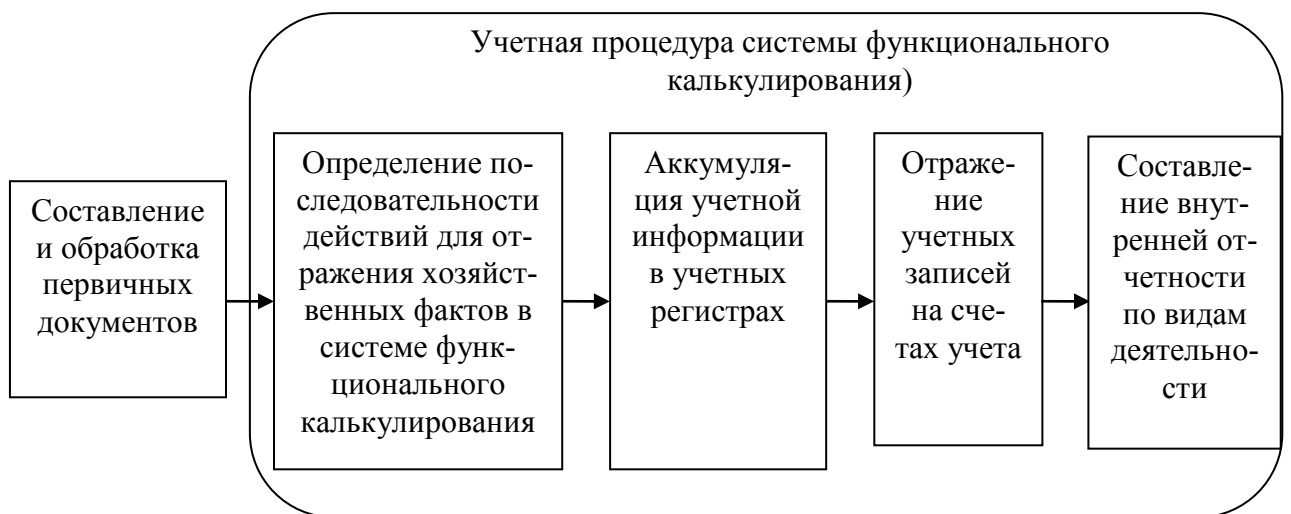 Учетная процедура системы функционального
калькулирования)
Составление
и обработка
первичных
документов
Определение по-
следовательности
действий для от-
ражения хозяйст-
венных фактов в
системе функ-
ционального
калькулирования
Аккумуля-
ция учетной
информации
в учетных
регистрах
Отраже-
ние
учетных
записей
на сче-
тах учета
Составле-
ние внут-
ренней от-
четности
по видам
деятельно-
сти